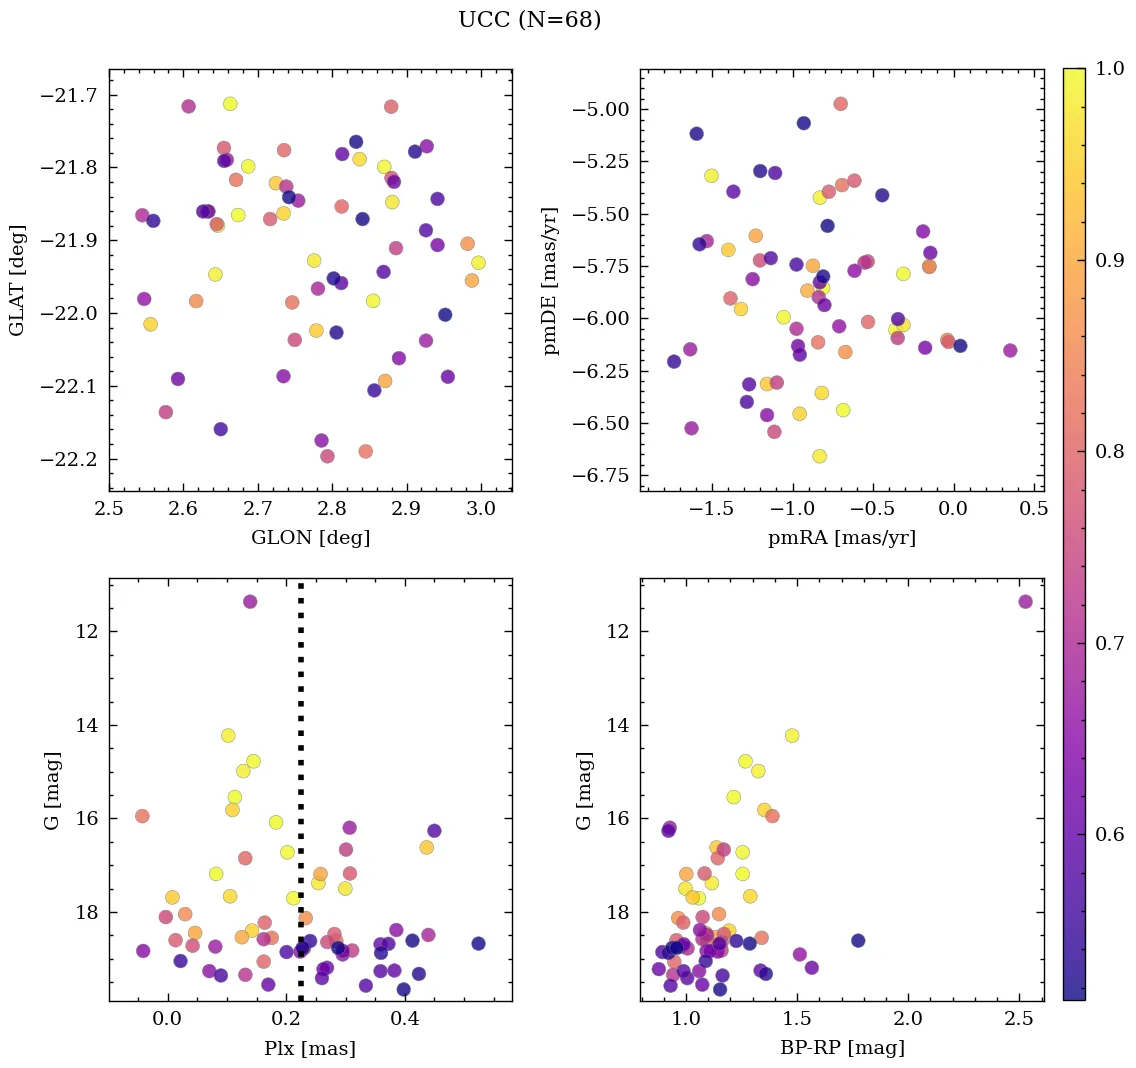 UCC (N=68)
−21.7
−21.8
−21.9
−22.0
−22.1
−22.2
GLAT [deg]
2.5 2.6 2.7 2.8 2.9 3.0
GLON [deg]
−5.00
−5.25
−5.50
−5.75
−6.00
−6.25
−6.50
−6.75
pmDE [mas/yr]
−1.5 −1.0 −0.5 0.0 0.5
pmRA [mas/yr]
12
14
16
18
G [mag]
0.0 0.2 0.4
Plx [mas]
12
14
16
18
G [mag]
1.0 1.5 2.0 2.5
BP-RP [mag]
1.0
0.9
0.8
0.7
0.6